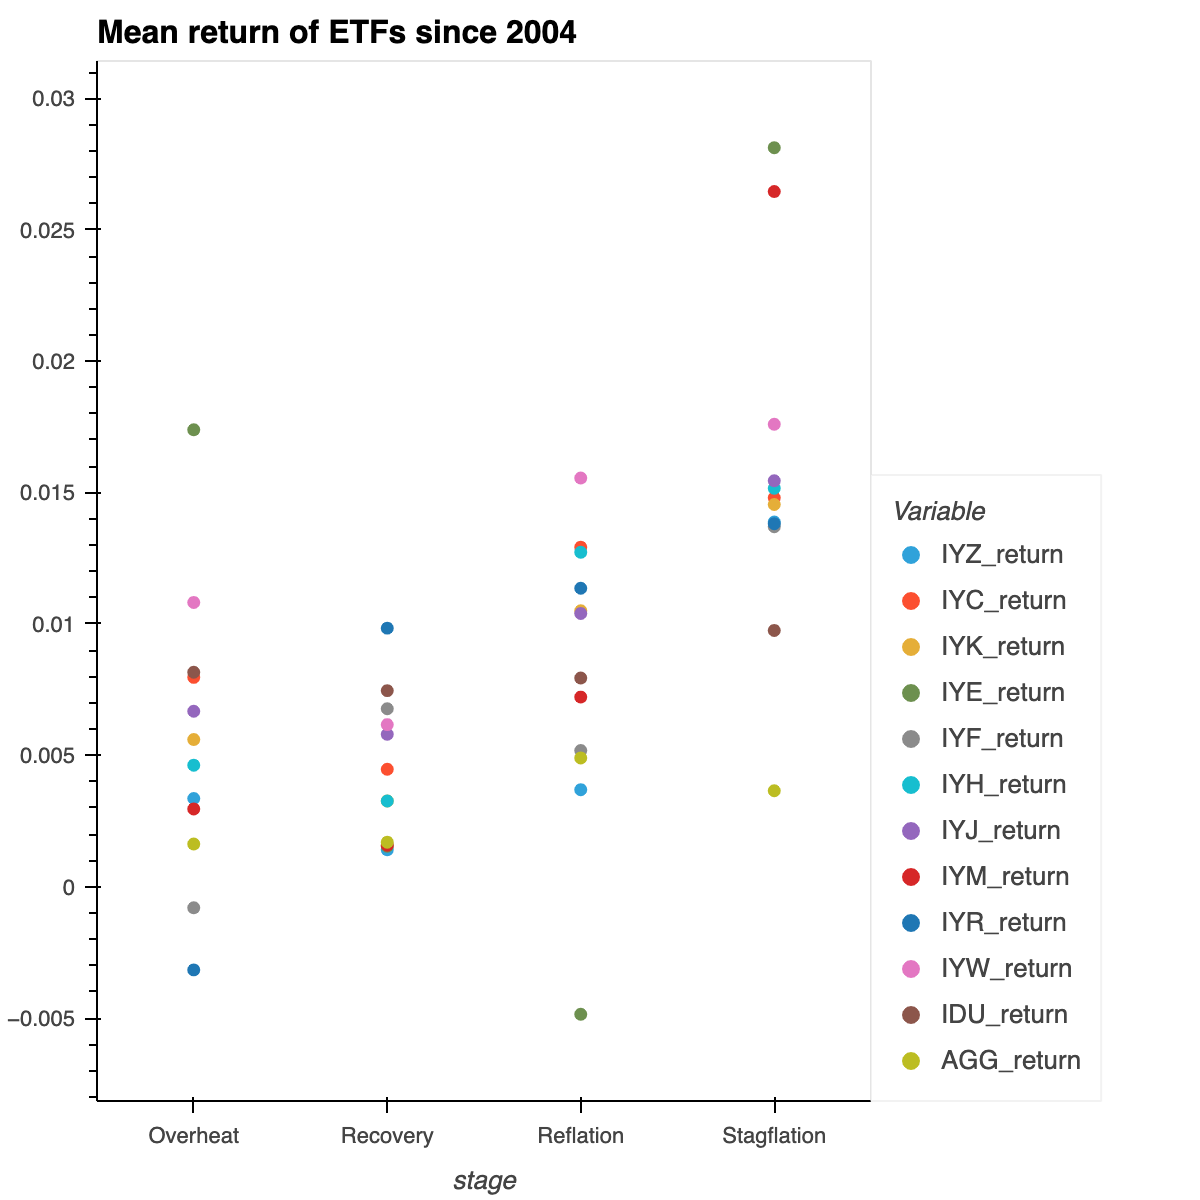 Mean return of ETFs since 2004
0.03
0.025
0.02
0.015
0.01
0.005
0
−0.005
Overheat
Recovery
Reflation
Stagflation
stage
Variable
IYZ_return
IYC_return
IYK_return
IYE_return
IYF_return
IYH_return
IYJ_return
IYM_return
IYR_return
IYW_return
IDU_return
AGG_return